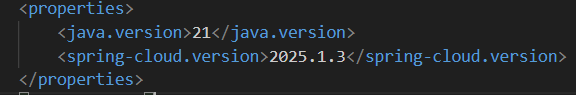 <properties>
<java.version>21</java.version>
<spring-cloud.version>2025.1.3</spring-cloud.version>
</properties>